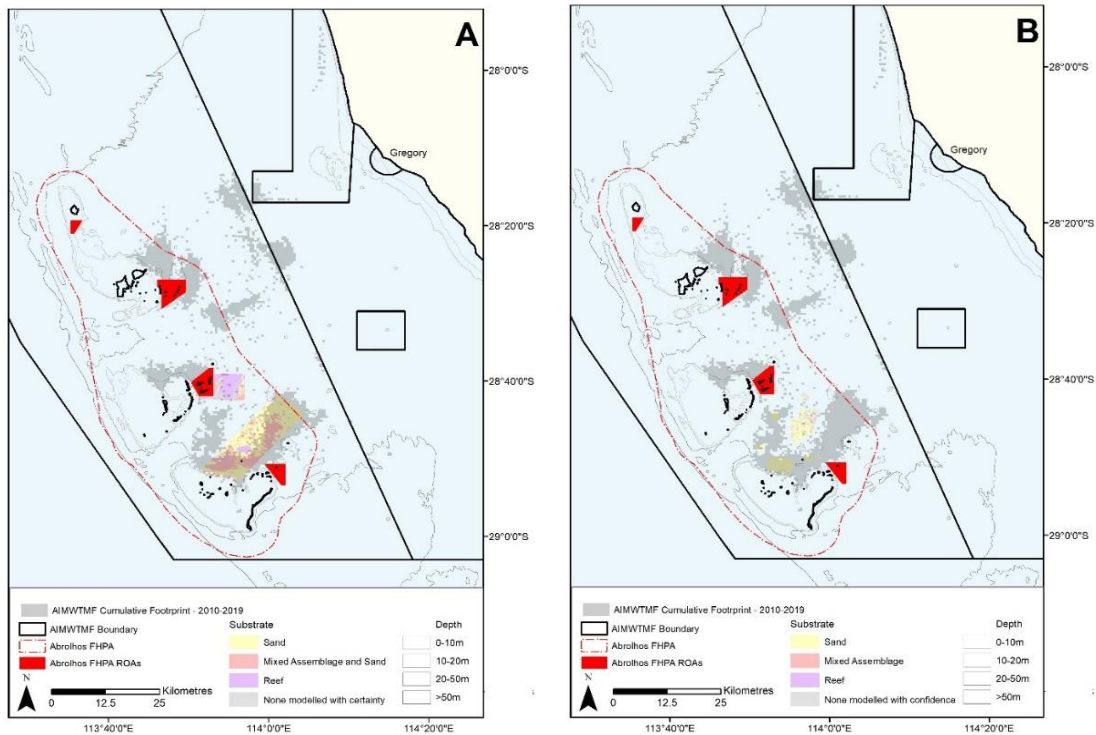 A
28°0'0"S
Gregory
28°20'0"S
28°40'0"S
29°0'0"S
AIMWTMF Cumulative Footrprint - 2010-2019
AIMWTMF Boundary
Abrolhos FHPA
Abrolhos FHPA ROAs
N
Kilometres
0 12.5 25
Substrate
Sand
Mixed Assemblage and Sand
Reef
None modelled with certainty
Depth
0-10m
10-20m
20-50m
>50m
113°40'0"E
114°0'0"E
114°20'0"E
B
28°0'0"S
Gregory
28°20'0"S
28°40'0"S
29°0'0"S
AIMWTMF Cumulative Footrprint - 2010-2019
AIMWTMF Boundary
Abrolhos FHPA
Abrolhos FHPA ROAs
N
Kilometres
0 12.5 25
Substrate
Sand
Mixed Assemblage
Reef
None modelled with confidence
Depth
0-10m
10-20m
20-50m
>50m
113°40'0"E
114°0'0"E
114°20'0"E